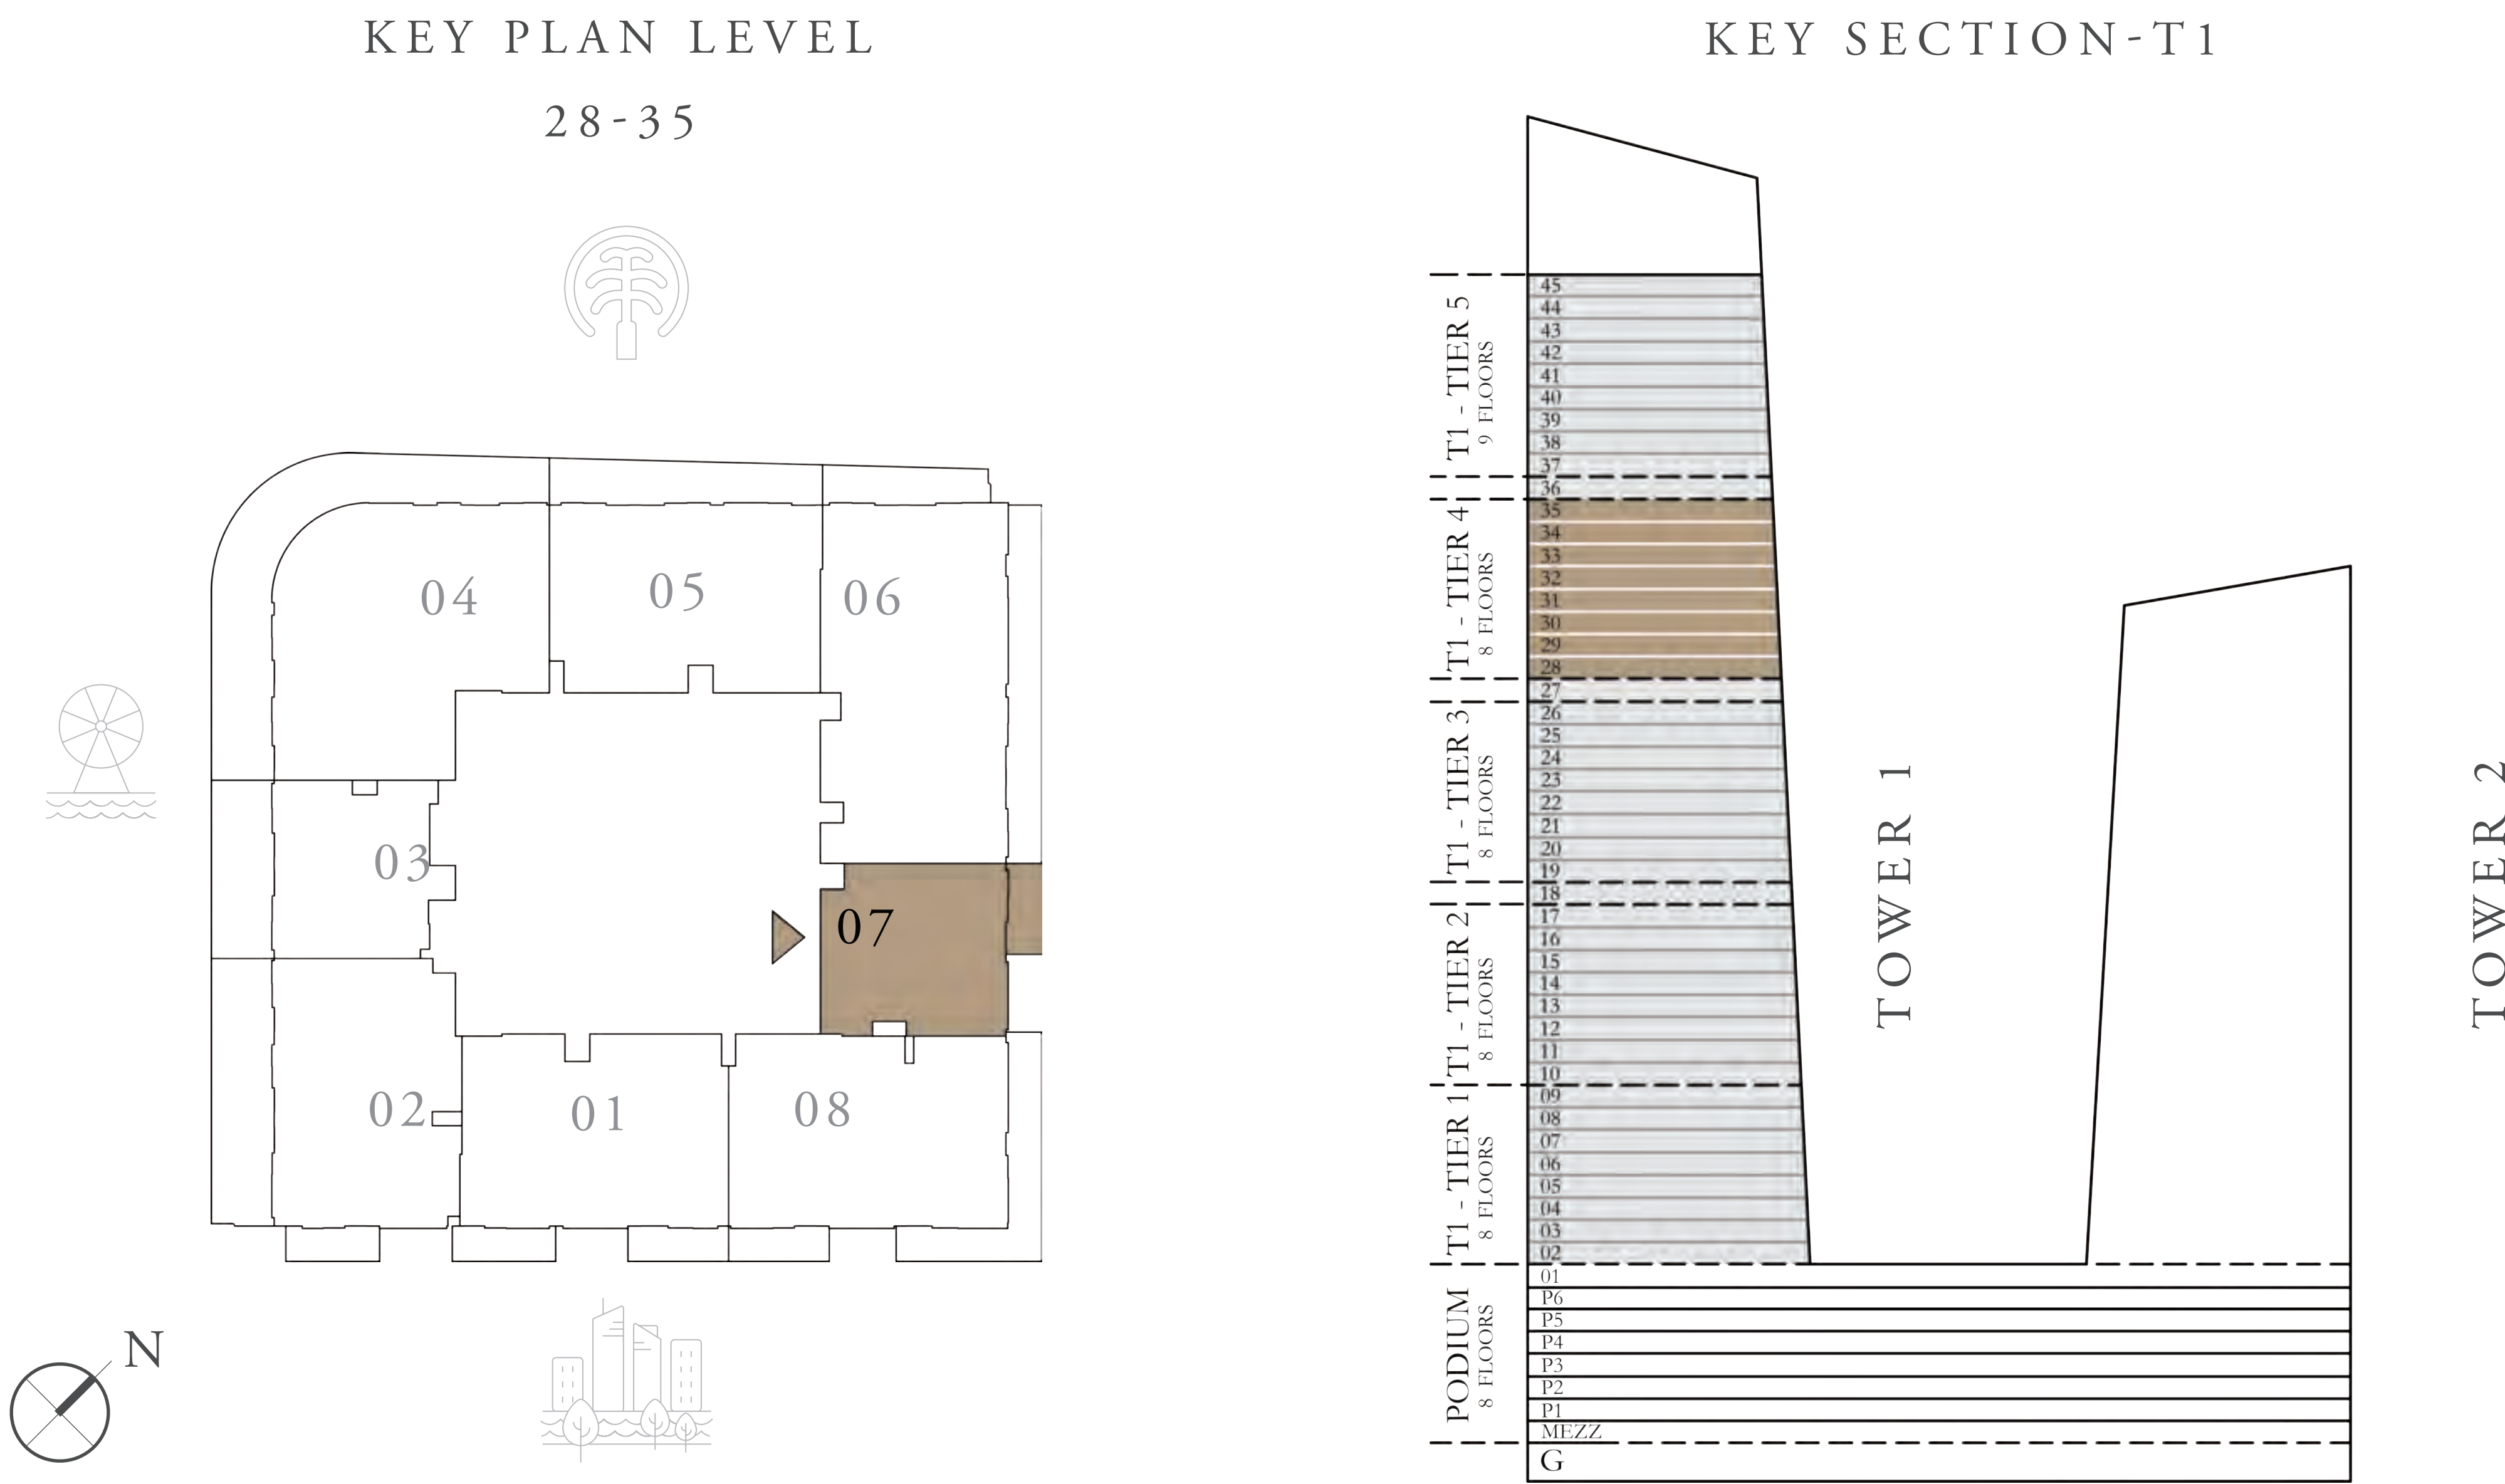 KEY PLAN LEVEL
28-35
04
05
06
03
07
02
01
08
N
KEY SECTION-T1
T1 - TIER 5
9 FLOORS
T1 - TIER 4
8 FLOORS
T1 - TIER 3
8 FLOORS
T1 - TIER 2
8 FLOORS
T1 - TIER 1
8 FLOORS
PODIUM
8 FLOORS
45
44
43
42
41
40
39
38
37
36
35
34
33
32
31
30
29
28
27
26
25
24
23
22
21
20
19
18
17
16
15
14
13
12
11
10
09
08
07
06
05
04
03
02
01
P6
P5
P4
P3
P2
P1
MEZZ
G
TOWER 1
TOWER 2